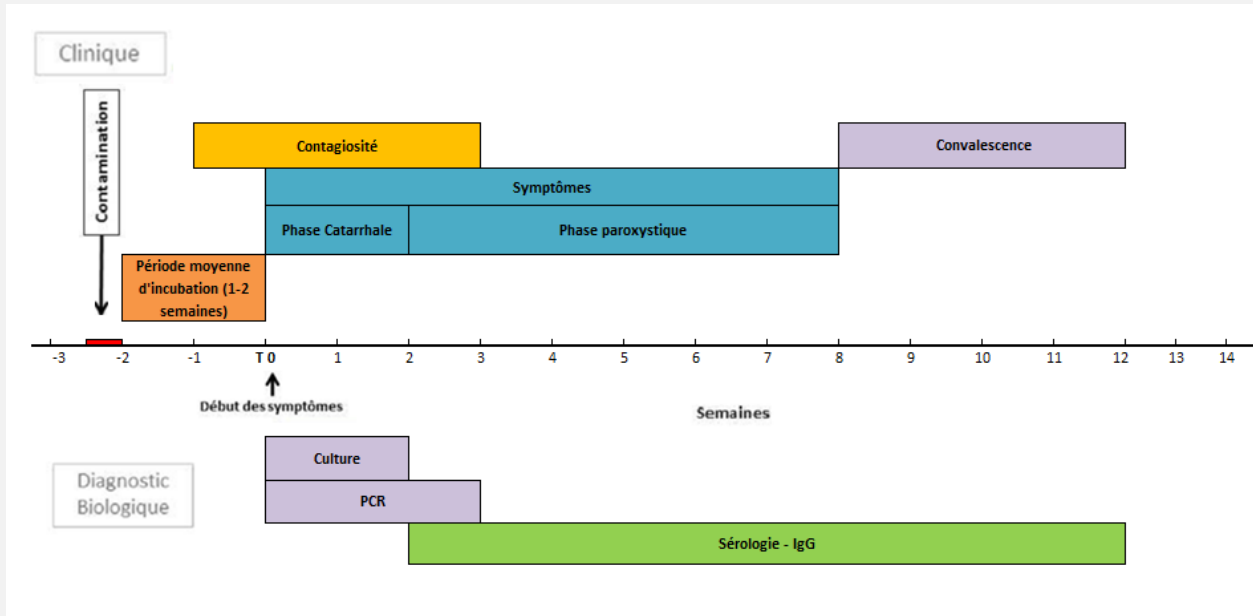 Clinique
Contamination
Contagiosité
Convalescence
Symptômes
Phase Catarrhale
Phase paroxystique
Période moyenne
d'incubation (1-2
semaines)
-3 -2 -1 T 0 1 2 3 4 5 6 7 8 9 10 11 12 13 14
Début des symptômes
Semaines
Diagnostic
Biologique
Culture
PCR
Sérologie - IgG